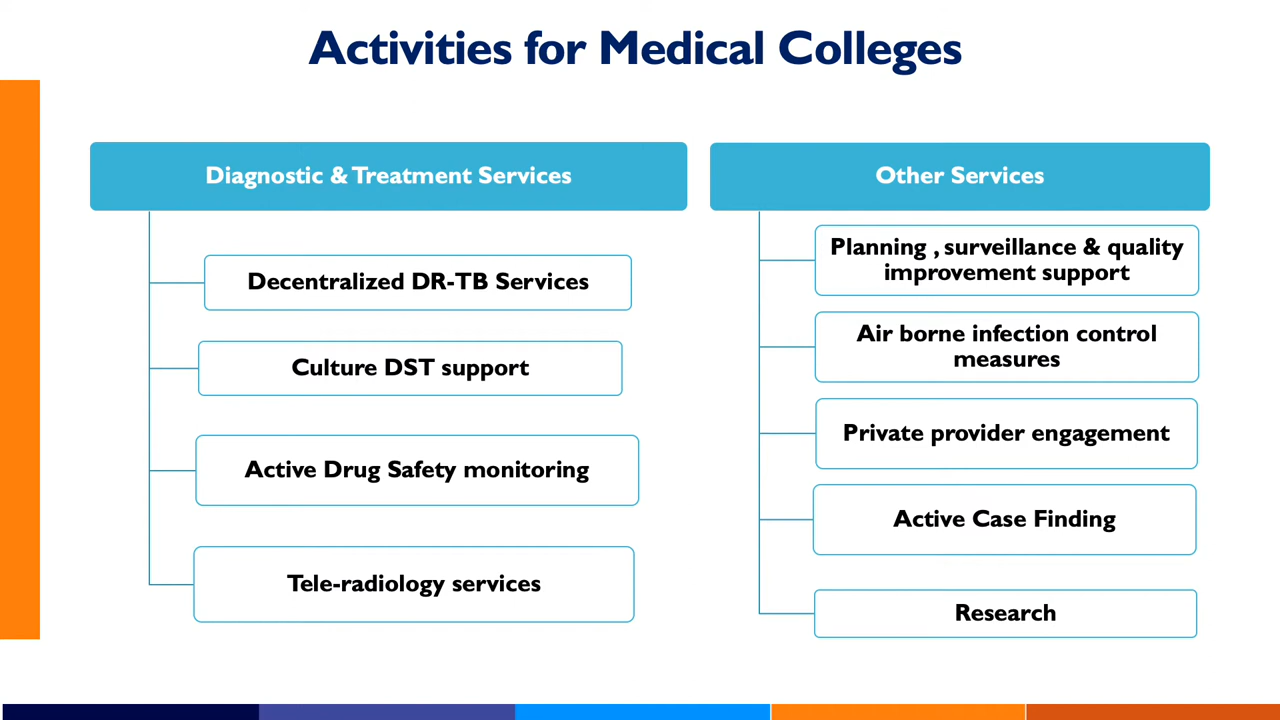 Activities for Medical Colleges
Diagnostic & Treatment Services
Decentralized DR-TB Services
Culture DST support
Active Drug Safety monitoring
Tele-radiology services
Other Services
Planning , surveillance & quality
improvement support
Air borne infection control
measures
Private provider engagement
Active Case Finding
Research